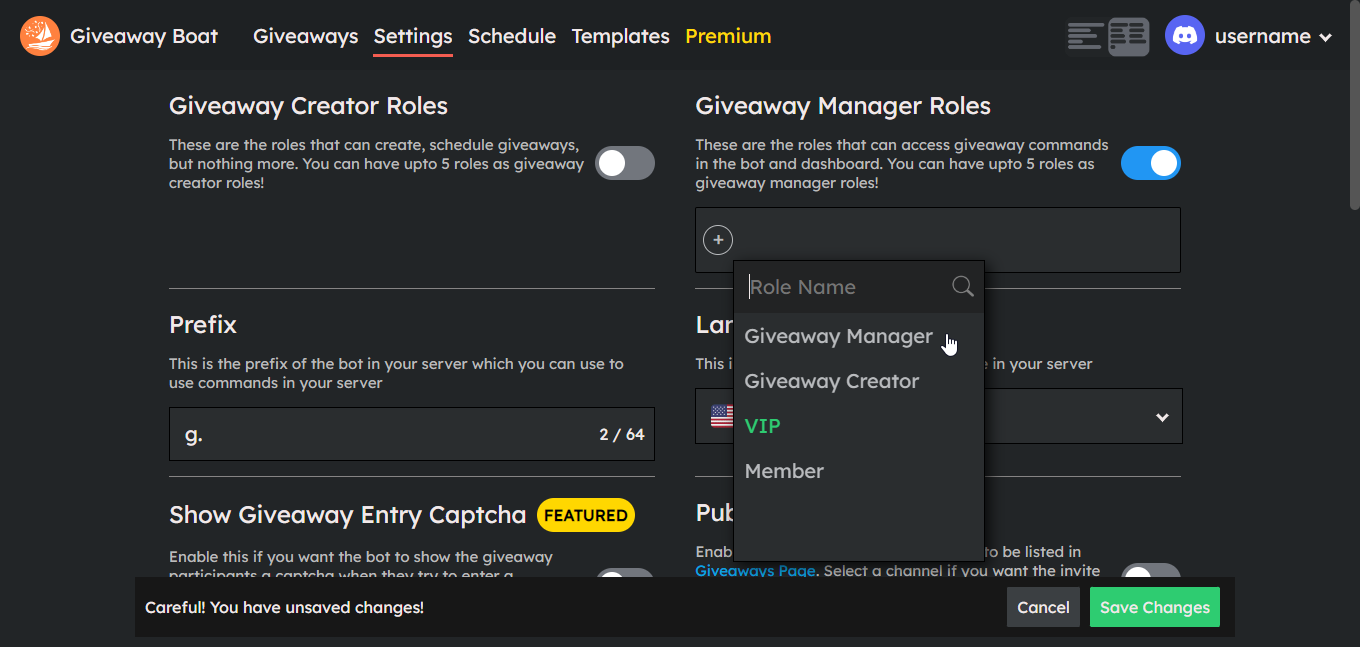 Giveaway Boat
Giveaways
Settings
Schedule
Templates
Premium
username
Giveaway Creator Roles
These are the roles that can create, schedule giveaways,
but nothing more. You can have upto 5 roles as giveaway
creator roles!
Giveaway Manager Roles
These are the roles that can access giveaway commands
in the bot and dashboard. You can have upto 5 roles as
giveaway manager roles!
Role Name
Giveaway Manager
Giveaway Creator
VIP
Member
Prefix
This is the prefix of the bot in your server which you can use to
use commands in your server
g.
2 / 64
Lan
This i
e in your server
Show Giveaway Entry Captcha
FEATURED
Enable this if you want the bot to show the giveaway
participants a captcha when they try to enter a
Pub
Enab
to be listed in
Giveaways Page. Select a channel if you want the invite
Careful! You have unsaved changes!
Cancel
Save Changes